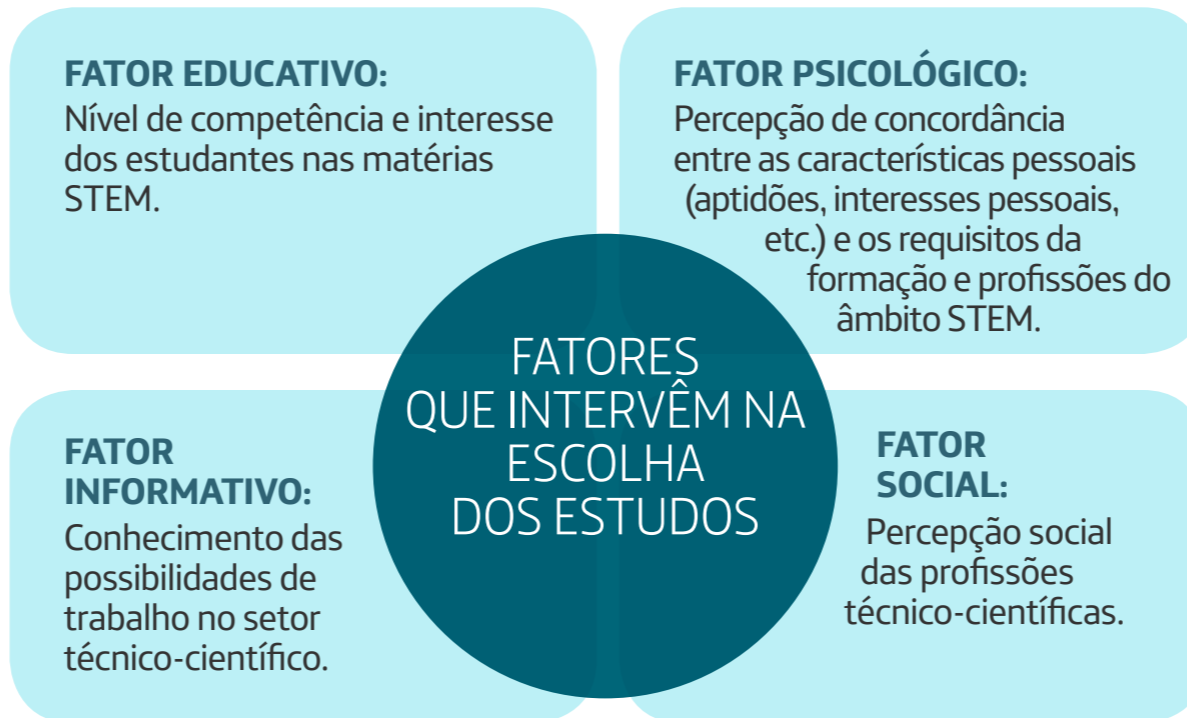 FATOR EDUCATIVO:
Nível de competência e interesse
dos estudantes nas matérias
STEM.
FATOR PSICOLÓGICO:
Percepção de concordância
entre as características pessoais
(aptidões, interesses pessoais,
etc.) e os requisitos da
formação e profissões do
âmbito STEM.
FATORES
QUE INTERVÊM NA
ESCOLHA
DOS ESTUDOS
FATOR
INFORMATIVO:
Conhecimento das
possibilidades de
trabalho no setor
técnico-científico.
FATOR
SOCIAL:
Percepção social
das profissões
técnico-científicas.